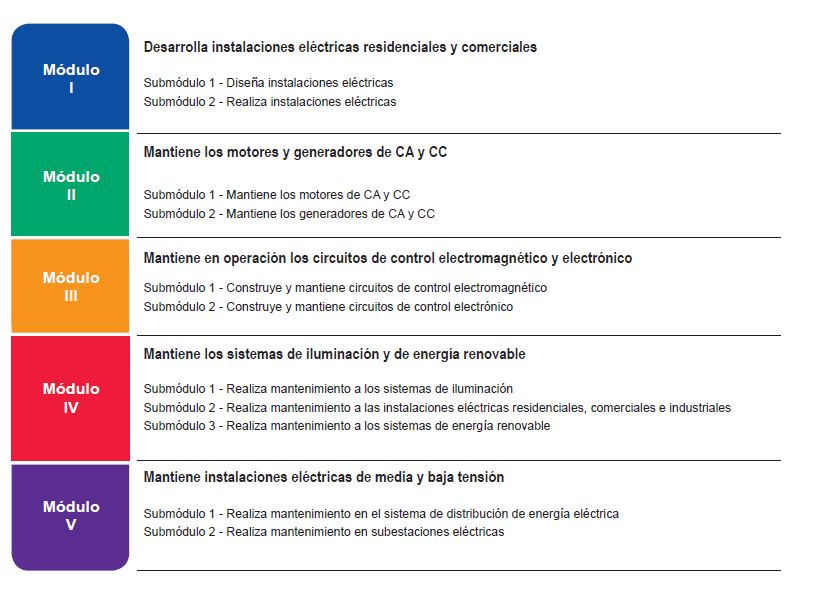 Módulo
I
Desarrolla instalaciones eléctricas residenciales y comerciales
Submódulo 1 - Diseña instalaciones eléctricas
Submódulo 2 - Realiza instalaciones eléctricas
Módulo
II
Mantiene los motores y generadores de CA y CC
Submódulo 1 - Mantiene los motores de CA y CC
Submódulo 2 - Mantiene los generadores de CA y CC
Módulo
III
Mantiene en operación los circuitos de control electromagnético y electrónico
Submódulo 1 - Construye y mantiene circuitos de control electromagnético
Submódulo 2 - Construye y mantiene circuitos de control electrónico
Módulo
IV
Mantiene los sistemas de iluminación y de energía renovable
Submódulo 1 - Realiza mantenimiento a los sistemas de iluminación
Submódulo 2 - Realiza mantenimiento a las instalaciones eléctricas residenciales, comerciales e industriales
Submódulo 3 - Realiza mantenimiento a los sistemas de energía renovable
Módulo
V
Mantiene instalaciones eléctricas de media y baja tensión
Submódulo 1 - Realiza mantenimiento en el sistema de distribución de energía eléctrica
Submódulo 2 - Realiza mantenimiento en subestaciones eléctricas